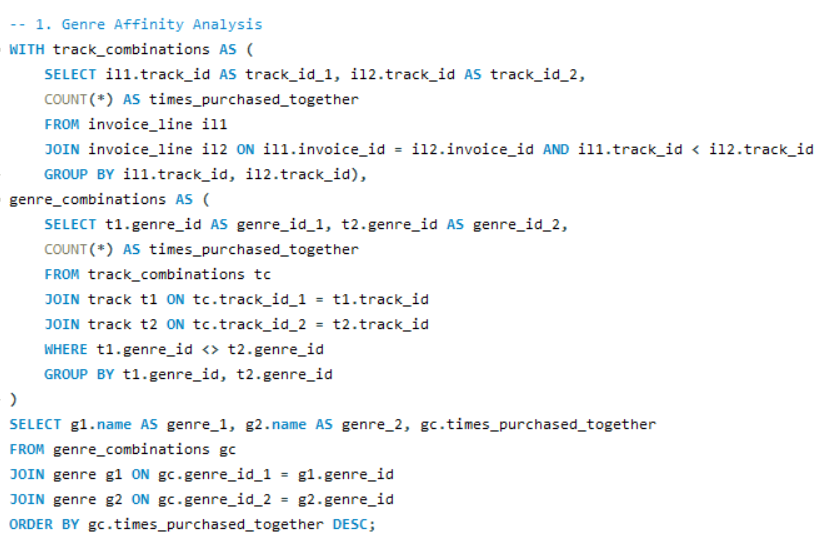 -- 1. Genre Affinity Analysis
WITH track_combinations AS (
    SELECT il1.track_id AS track_id_1, il2.track_id AS track_id_2,
    COUNT(*) AS times_purchased_together
    FROM invoice_line il1
    JOIN invoice_line il2 ON il1.invoice_id = il2.invoice_id AND il1.track_id < il2.track_id
    GROUP BY il1.track_id, il2.track_id),
genre_combinations AS (
    SELECT t1.genre_id AS genre_id_1, t2.genre_id AS genre_id_2,
    COUNT(*) AS times_purchased_together
    FROM track_combinations tc
    JOIN track t1 ON tc.track_id_1 = t1.track_id
    JOIN track t2 ON tc.track_id_2 = t2.track_id
    WHERE t1.genre_id <> t2.genre_id
    GROUP BY t1.genre_id, t2.genre_id
)
SELECT g1.name AS genre_1, g2.name AS genre_2, gc.times_purchased_together
FROM genre_combinations gc
JOIN genre g1 ON gc.genre_id_1 = g1.genre_id
JOIN genre g2 ON gc.genre_id_2 = g2.genre_id
ORDER BY gc.times_purchased_together DESC;